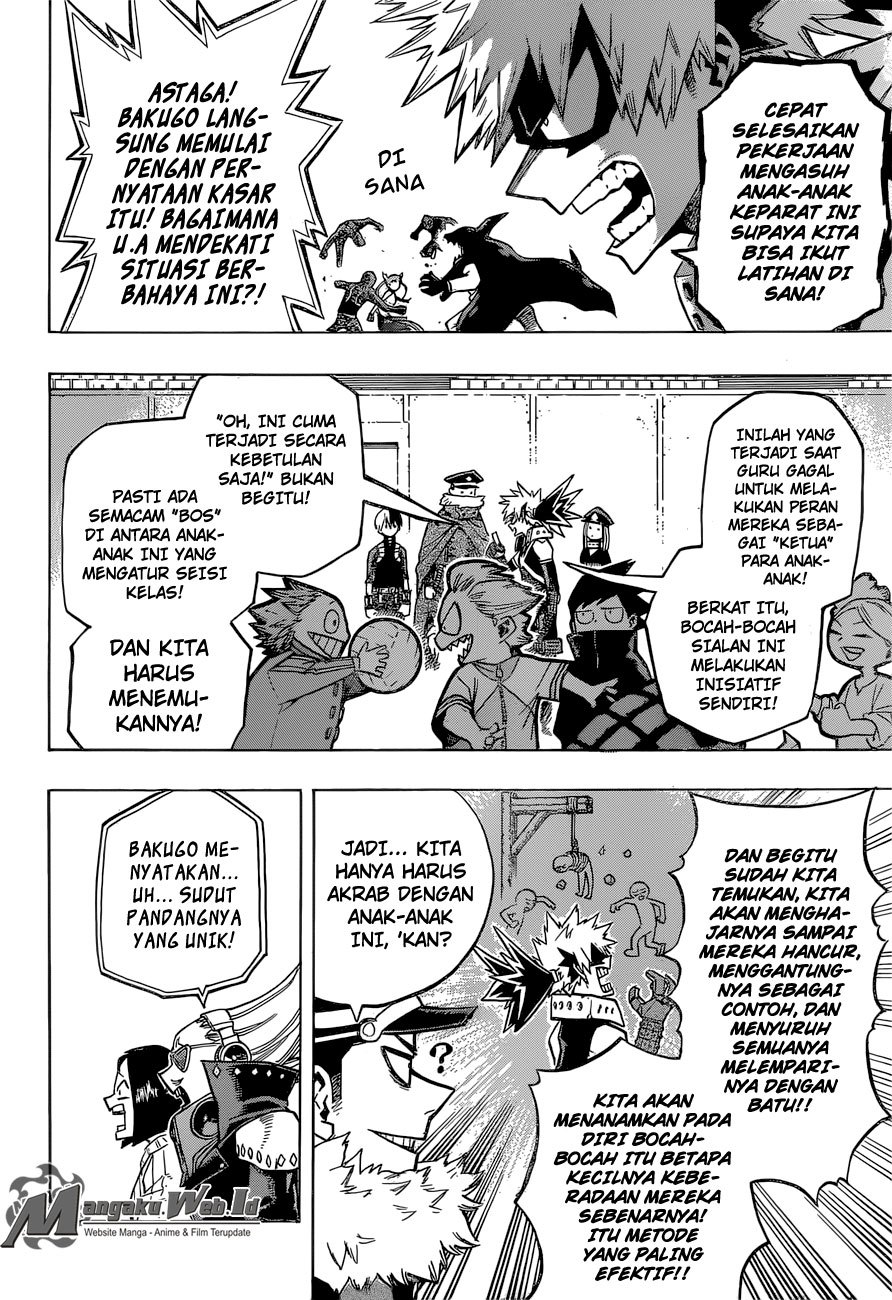 CEPAT
SELESAIKAN
PEKERJAAN
MENGASUH
ANAK-ANAK
KEPARAT INI
SUPAYA KITA
BISA IKUT
LATIHAN DI
SANA!
DI
SANA
ASTAGA!
BAKUGO LANG-
SUNG MEMULAI
DENGAN PER-
NYATAAN KASAR
ITU! BAGAIMANA
U.A MENDEKATI
SITUASI BER-
BAHAYA INI?!
INILAH YANG
TERJADI SAAT
GURU GAGAL
UNTUK MELA-
KUKAN PERAN
MEREKA SEBA-
GAI "KETUA"
PARA ANAK-
ANAK!
BERKAT ITU,
BOCAH-BOCAH
SIALAN INI
MELAKUKAN
INISIATIF
SENDIRI!
"OH, INI CUMA
TERJADI SECARA
KEBETULAN
SAJA!" BUKAN
BEGITU!
PASTI ADA
SEMACAM "BOS"
DI ANTARA ANAK-
ANAK INI YANG
MENGATUR SEISI
KELAS!
DAN KITA
HARUS
MENEMU-
KANNYA!
DAN BEGITU
SUDAH KITA
TEMUKAN, KITA
AKAN MENGHA-
JARNYA SAMPAI
MEREKA HANCUR,
MENGGANTUNG-
NYA SEBAGAI
CONTOH, DAN
MENYURUH
SEMUANYA
MELEMPARI-
NYA DENGAN
BATU!!
KITA AKAN
MENANAMKAN PADA
DIRI BOCAH-
BOCAH ITU BETAPA
KECILNYA KEBE-
RADAAN MEREKA
SEBENARNYA!
ITU METODE
YANG PALING
EFEKTIF!!
JADI... KITA
HANYA HARUS
AKRAB DENGAN
ANAK-ANAK
INI, 'KAN?
?
BAKUGO ME-
NYATAKAN...
UH... SUDUT
PANDANGNYA
YANG UNIK!
Mangaku.Web.Id
Website Manga - Anime & Film Terupdate